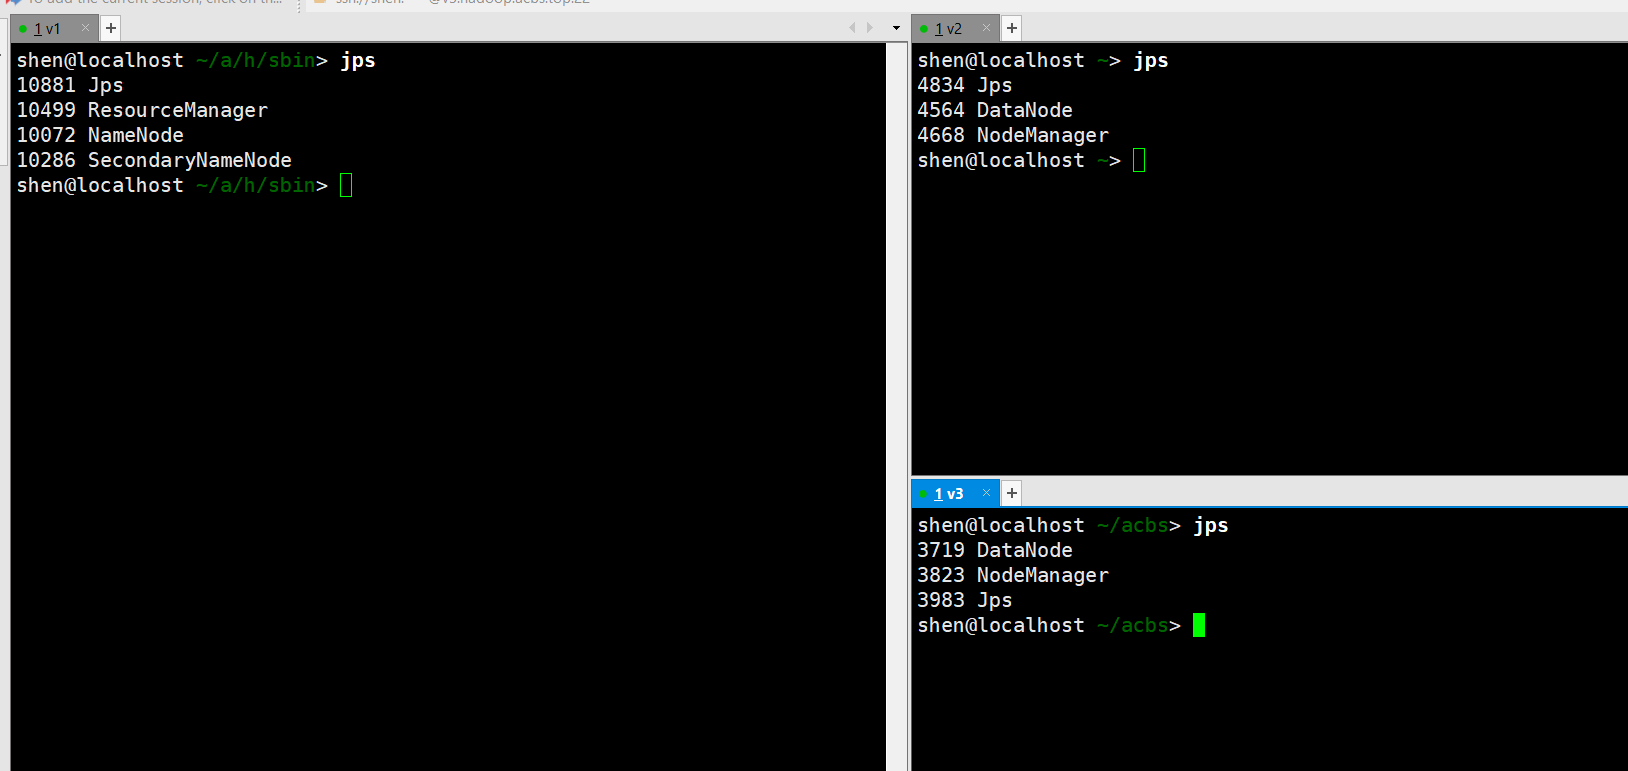 1 v1
shen@localhost ~/a/h/sbin> jps
10881 Jps
10499 ResourceManager
10072 NameNode
10286 SecondaryNameNode
shen@localhost ~/a/h/sbin>
1 v2
shen@localhost ~> jps
4834 Jps
4564 DataNode
4668 NodeManager
shen@localhost ~>
1 v3
shen@localhost ~/acbs> jps
3719 DataNode
3823 NodeManager
3983 Jps
shen@localhost ~/acbs>